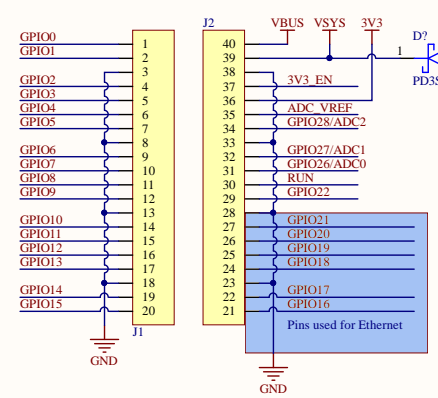 J2 VBUS VSYS 3V3
D?
GPIO0 1 40
GPIO1 2 39 1
3 38
GPIO2 4 37 3V3_EN PD3S
GPIO3 5 36
GPIO4 6 35 ADC_VREF
GPIO5 7 34 GPIO28/ADC2
8 33
GPIO6 9 32 GPIO27/ADC1
GPIO7 10 31 GPIO26/ADC0
GPIO8 11 30 RUN
GPIO9 12 29 GPIO22
13 28
GPIO10 14 27 GPIO21
GPIO11 15 26 GPIO20
GPIO12 16 25 GPIO19
GPIO13 17 24 GPIO18
18 23
GPIO14 19 22 GPIO17
GPIO15 20 21 GPIO16
J1 Pins used for Ethernet
GND
GND